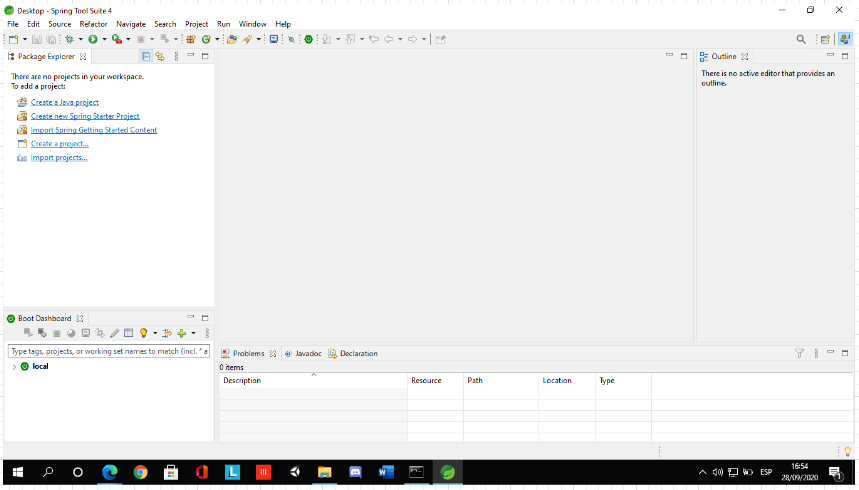 Desktop - Spring Tool Suite 4
File Edit Source Refactor Navigate Search Project Run Window Help
Package Explorer
There are no projects in your workspace.
To add a project:
Create a Java project
Create new Spring Starter Project
Import Spring Getting Started Content
Create a project...
Import projects...
Outline
There is no active editor that provides an
outline.
Boot Dashboard
Type tags, projects, or working set names to match (incl. * a
local
Problems @ Javadoc Declaration
0 items
Description Resource Path Location Type
L
ESP
16:54
28/09/2020
1